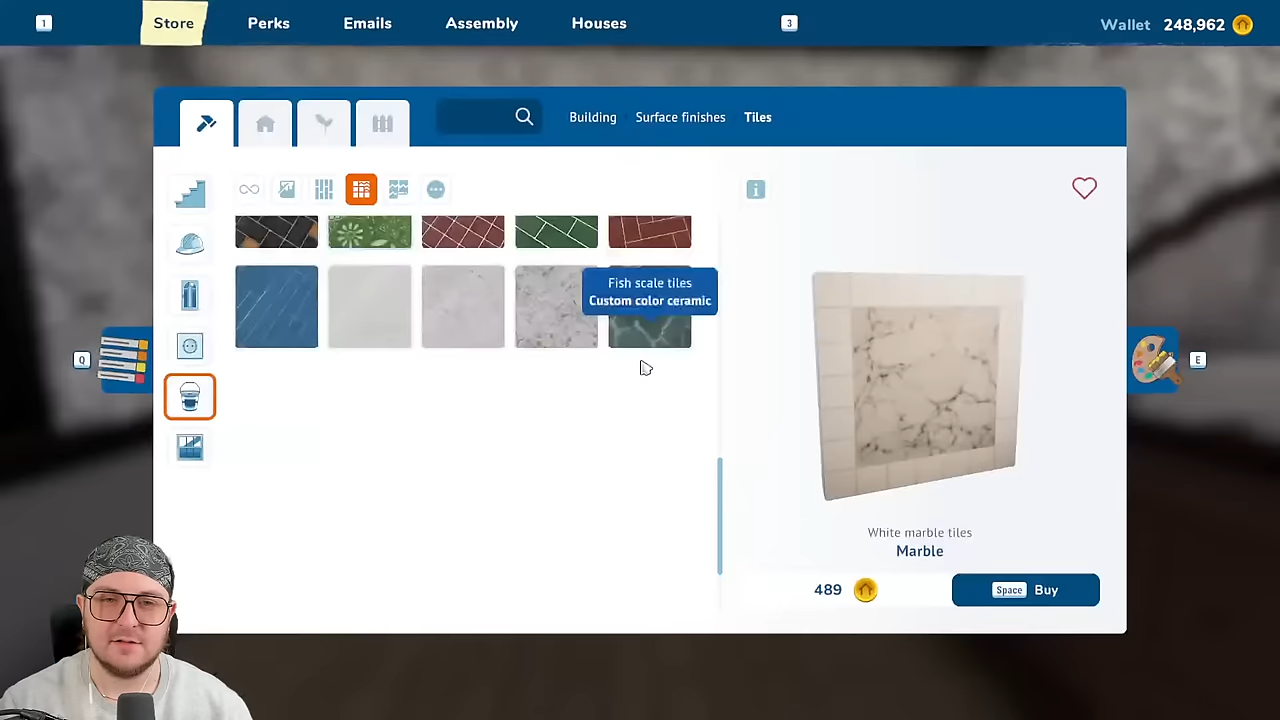 1
Store
Perks
Emails
Assembly
Houses
3
Wallet 248,962
Building
Surface finishes
Tiles
Fish scale tiles
Custom color ceramic
Q
E
White marble tiles
Marble
489
Space Buy